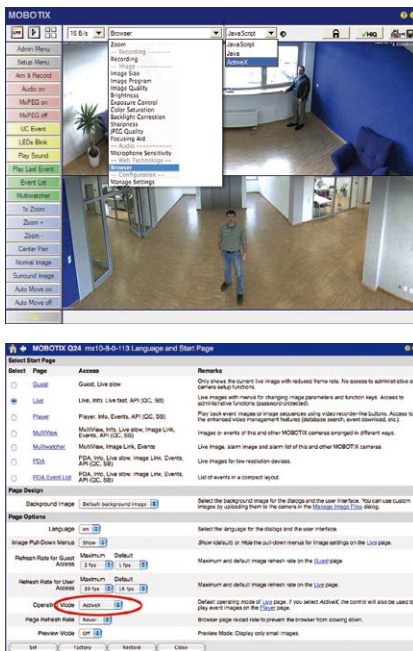 MOBOTIX
16 B/s Browser JavaScript
Admin Menu
Setup Menu
Arm & Record
Audio on
MxPEG on
MxPEG off
UC Event
LEDs Blink
Play Sound
Play Last Event
Event List
Multiwatcher
1x Zoom
Zoom +
Zoom -
Center Pan
Normal Image
Surround Image
Auto Move on
Auto Move off
Zoom
--- Recording ---
Recording
--- Image ---
Image Size
Image Program
Image Quality
Brightness
Exposure Control
Color Saturation
Backlight Correction
Sharpness
JPEG Quality
Focusing Aid
--- Audio ---
Microphone Sensitivity
--- Web Technology ---
Browser
--- Configuration ---
Manage Settings
JavaScript
Java
ActiveX
MOBOTIX Q24 mx10-8-0-113 Language and Start Page
Select Start Page
Select Page Access Remarks
Guest Guest, Live slow Only shows the current live image with reduced frame rate. No access to administrative or
camera setup functions.
Live Live, Info, Live fast, API (QC, SB) Live images with menus for changing image parameters and function keys. Access to
administrative functions (password-protected).
Player Player, Info, Events, API (QC, SB) Play back event images or image sequences using video-recorder-like buttons. Access to
the enhanced video management features (database search, event download, etc.).
MultiView MultiView, Info, Live slow, Image Link,
Events, API (QC, SB) Images or events of this and other MOBOTIX cameras arranged in different ways.
Multiwatcher MultiView, Image Link, Events Live image, alarm image and alarm list of this and other MOBOTIX cameras.
PDA PDA, Info, Live slow, Image Link, Events,
API (QC, SB) Live images for low resolution devices.
PDA Event List PDA, Info, Live slow, Image Link, Events,
API (QC, SB) List of events in a compact layout.
Page Design
Background Image Default background image Select the background image for the dialogs and the user interface. You can use custom
images by uploading them to the camera in the Manage Image Files dialog.
Page Options
Language en Select the language for the dialogs and the user interface.
Image Pull-Down Menus Show Show (default) or Hide the pull-down menus for image settings on the Live page.
Refresh Rate for Guest
Access Maximum Default
2 fps 1 fps Maximum and default image refresh rate on the Guest page.
Refresh Rate for User
Access Maximum Default
30 fps 16 fps Maximum and default image refresh rate on the Live page.
Operating Mode ActiveX Default operating mode of Live page. If you select ActiveX, the control will also be used to
play event images on the Player page.
Page Refresh Rate Never Browser page reload rate to prevent the browser from slowing down.
Preview Mode Off Preview Mode: Display only small images.
Set Factory Restore Close